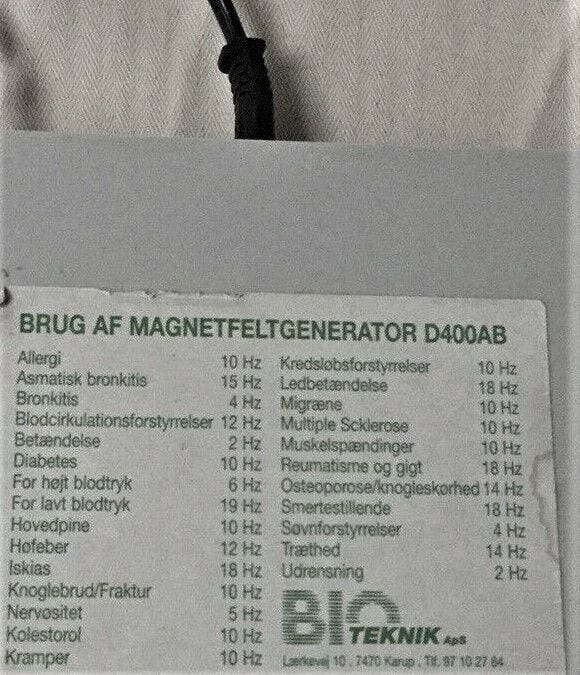 BRUG AF MAGNETFELTGENERATOR D400AB
Allergi 10 Hz
Asmatisk bronkitis 15 Hz
Bronkitis 4 Hz
Blodcirkulationsforstyrrelser 12 Hz
Betændelse 2 Hz
Diabetes 10 Hz
For højt blodtryk 6 Hz
For lavt blodtryk 19 Hz
Hovedpine 10 Hz
Høfeber 12 Hz
Iskias 18 Hz
Knoglebrud/Fraktur 10 Hz
Nervøsitet 5 Hz
Kolestorol 10 Hz
Kramper 10 Hz
Kredsløbsforstyrrelser 10 Hz
Ledbetændelse 18 Hz
Migræne 10 Hz
Multiple Scklerose 10 Hz
Muskelspændinger 10 Hz
Reumatisme og gigt 18 Hz
Osteoporose/knogleskørhed 14 Hz
Smertestillende 18 Hz
Søvnforstyrrelser 4 Hz
Træthed 14 Hz
Udrensning 2 Hz
BIO
TEKNIK ApS
Lærkevej 10 . 7470 Karup . Tlf. 97 10 27 84